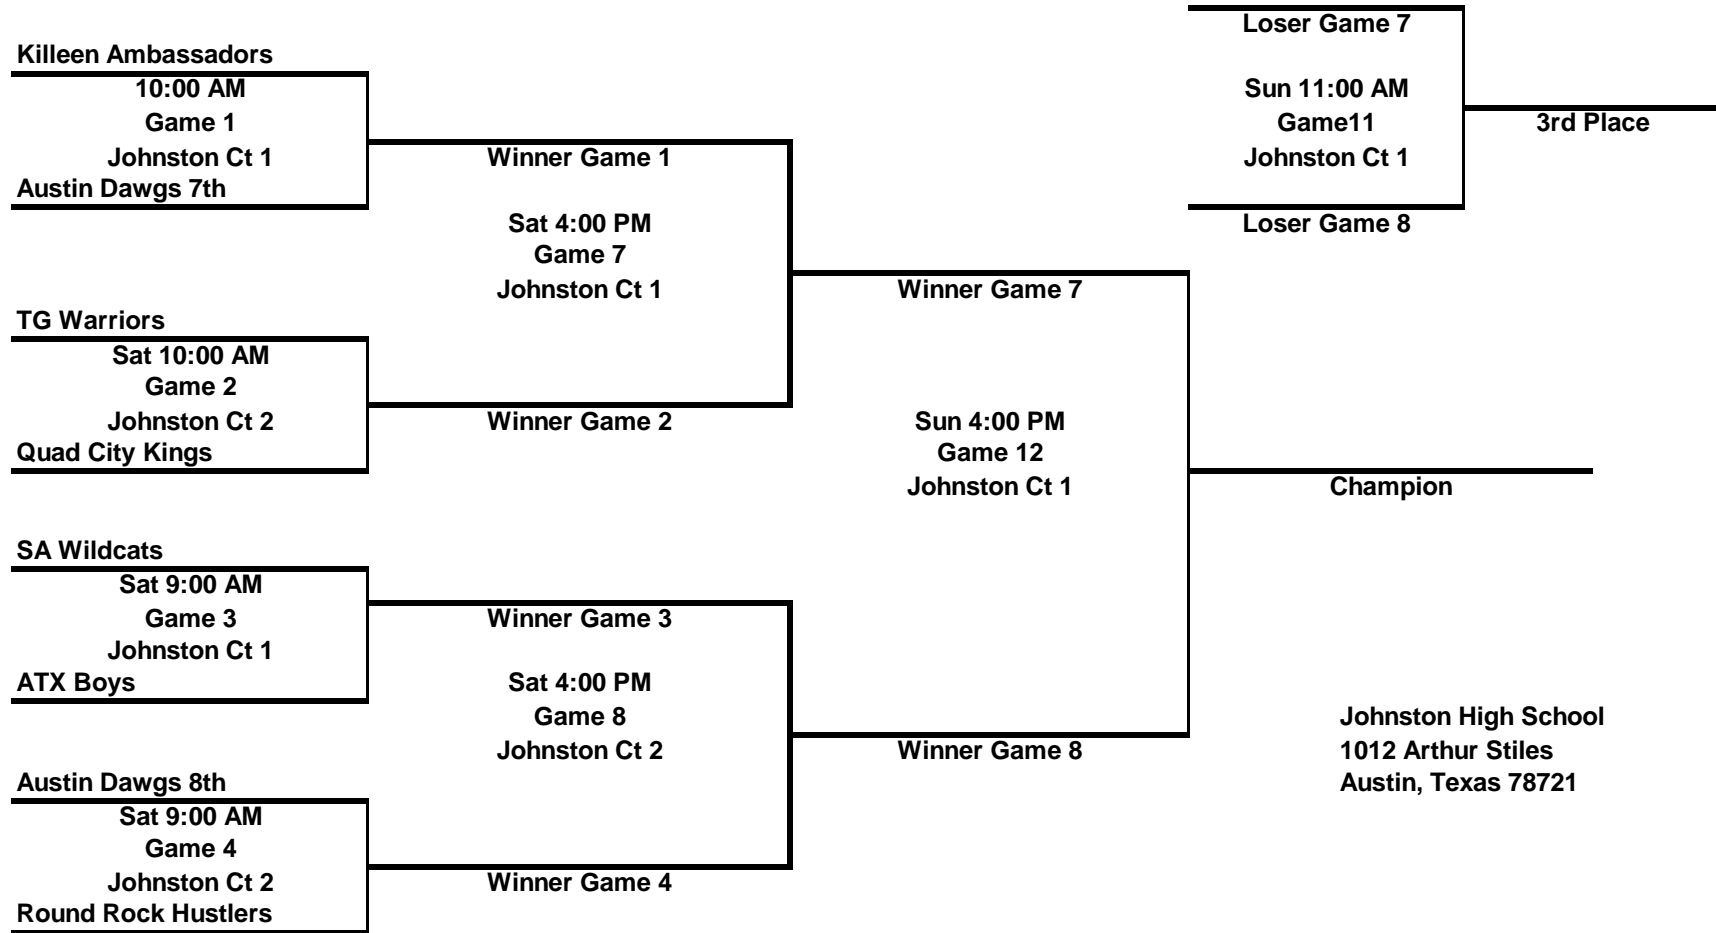 Killeen Ambassadors
10:00 AM
Game 1
Johnston Ct 1
Austin Dawgs 7th
TG Warriors
Sat 10:00 AM
Game 2
Johnston Ct 2
Quad City Kings
SA Wildcats
Sat 9:00 AM
Game 3
Johnston Ct 1
ATX Boys
Austin Dawgs 8th
Sat 9:00 AM
Game 4
Johnston Ct 2
Round Rock Hustlers
Winner Game 1
Sat 4:00 PM
Game 7
Johnston Ct 1
Winner Game 2
Winner Game 3
Sat 4:00 PM
Game 8
Johnston Ct 2
Winner Game 4
Winner Game 7
Sun 4:00 PM
Game 12
Johnston Ct 1
Winner Game 8
Champion
Loser Game 7
Sun 11:00 AM
Game11
Johnston Ct 1
Loser Game 8
3rd Place
Johnston High School
1012 Arthur Stiles
Austin, Texas 78721